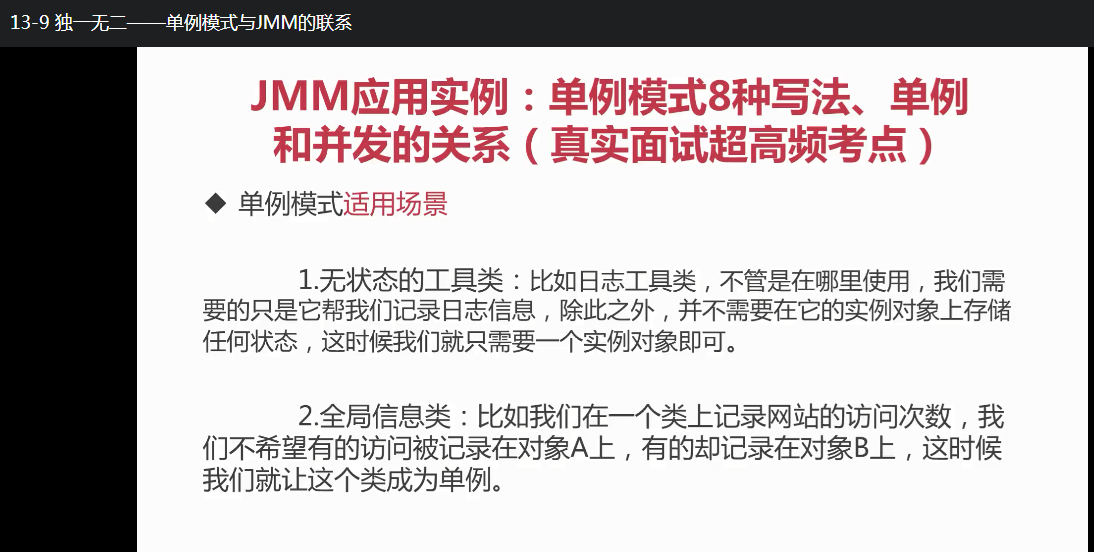 13-9 独一无二——单例模式与JMM的联系
JMM应用实例：单例模式8种写法、单例
和并发的关系（真实面试超高频考点）
◆ 单例模式适用场景
1.无状态的工具类：比如日志工具类，不管是在哪里使用，我们需
要的只是它帮我们记录日志信息，除此之外，并不需要在它的实例对象上存储
任何状态，这时候我们就只需要一个实例对象即可。
2.全局信息类：比如我们在一个类上记录网站的访问次数，我
们不希望有的访问被记录在对象A上，有的却记录在对象B上，这时候
我们就让这个类成为单例。